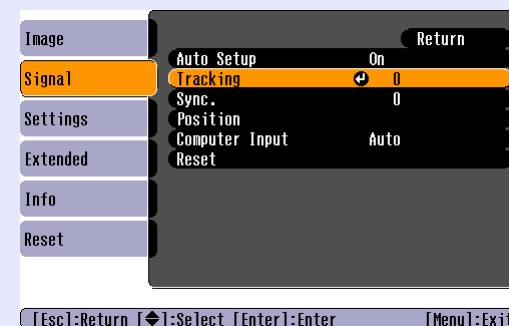 Image
Signal
Settings
Extended
Info
Reset
Return
Auto Setup On
Tracking 0
Sync. 0
Position
Computer Input Auto
Reset
[Esc]:Return [◆]:Select [Enter]:Enter [Menu]:Exit